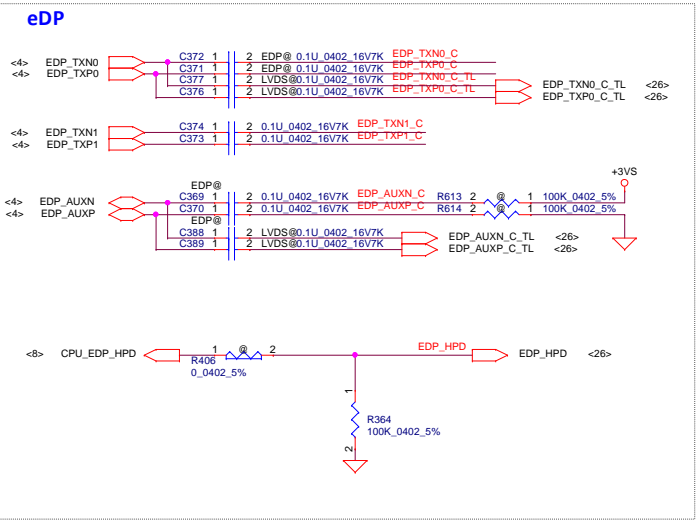 eDP
<4> EDP_TXN0 C372 1 2 EDP@ 0.1U_0402_16V7K EDP_TXN0_C
<4> EDP_TXP0 C371 1 2 EDP@ 0.1U_0402_16V7K EDP_TXP0_C
C377 1 2 LVDS@0.1U_0402_16V7K EDP_TXN0_C_TL EDP_TXN0_C_TL <26>
C376 1 2 LVDS@0.1U_0402_16V7K EDP_TXP0_C_TL EDP_TXP0_C_TL <26>
<4> EDP_TXN1 C374 1 2 0.1U_0402_16V7K EDP_TXN1_C
<4> EDP_TXP1 C373 1 2 0.1U_0402_16V7K EDP_TXP1_C
+3VS
EDP@
<4> EDP_AUXN C369 1 2 0.1U_0402_16V7K EDP_AUXN_C R613 2 @ 1 100K_0402_5%
<4> EDP_AUXP C370 1 2 0.1U_0402_16V7K EDP_AUXP_C R614 2 @ 1 100K_0402_5%
EDP@
C388 1 2 LVDS@0.1U_0402_16V7K EDP_AUXN_C_TL <26>
C389 1 2 LVDS@0.1U_0402_16V7K EDP_AUXP_C_TL <26>
<8> CPU_EDP_HPD 1 @ 2 EDP_HPD EDP_HPD <26>
R406
0_0402_5%
1
R364
100K_0402_5%
2